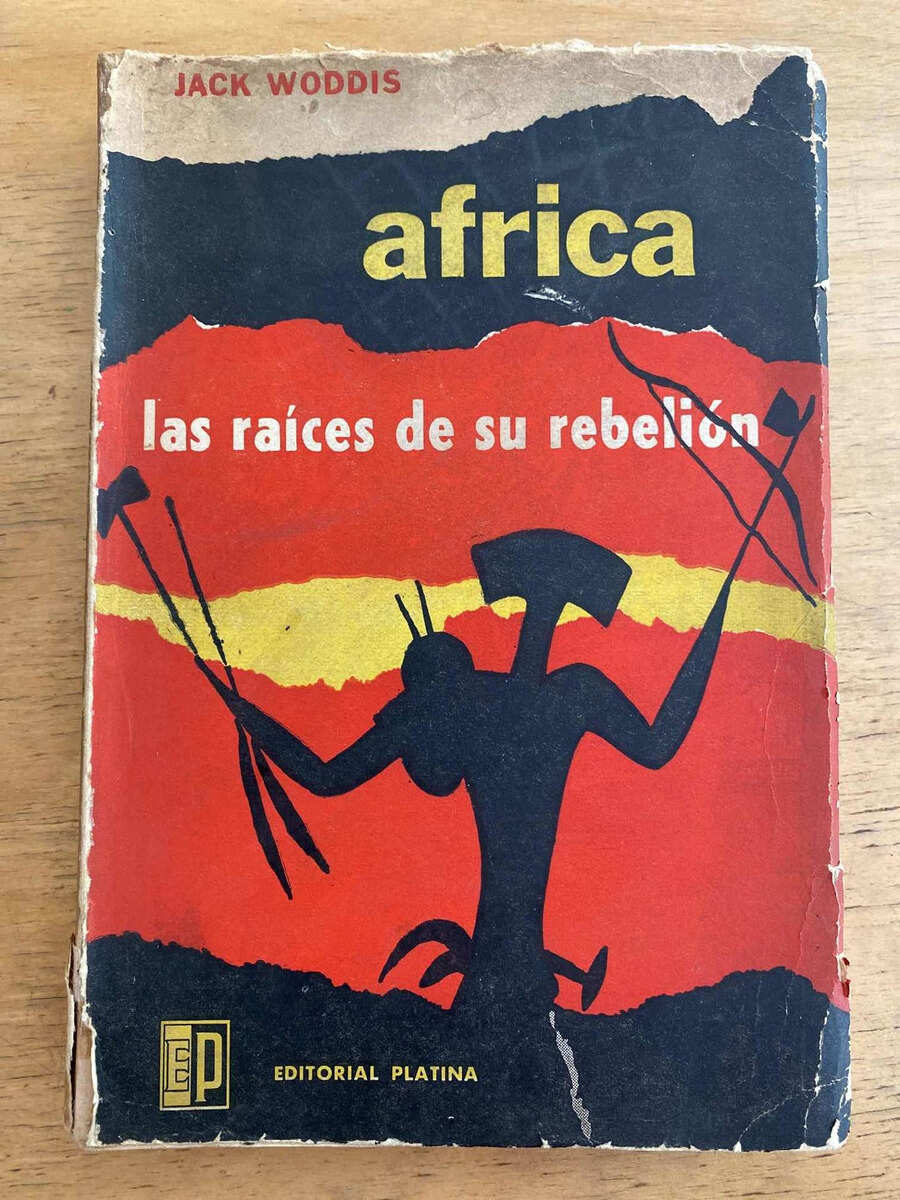 JACK WODDIS
africa
las raíces de su rebelión
EP
EDITORIAL PLATINA